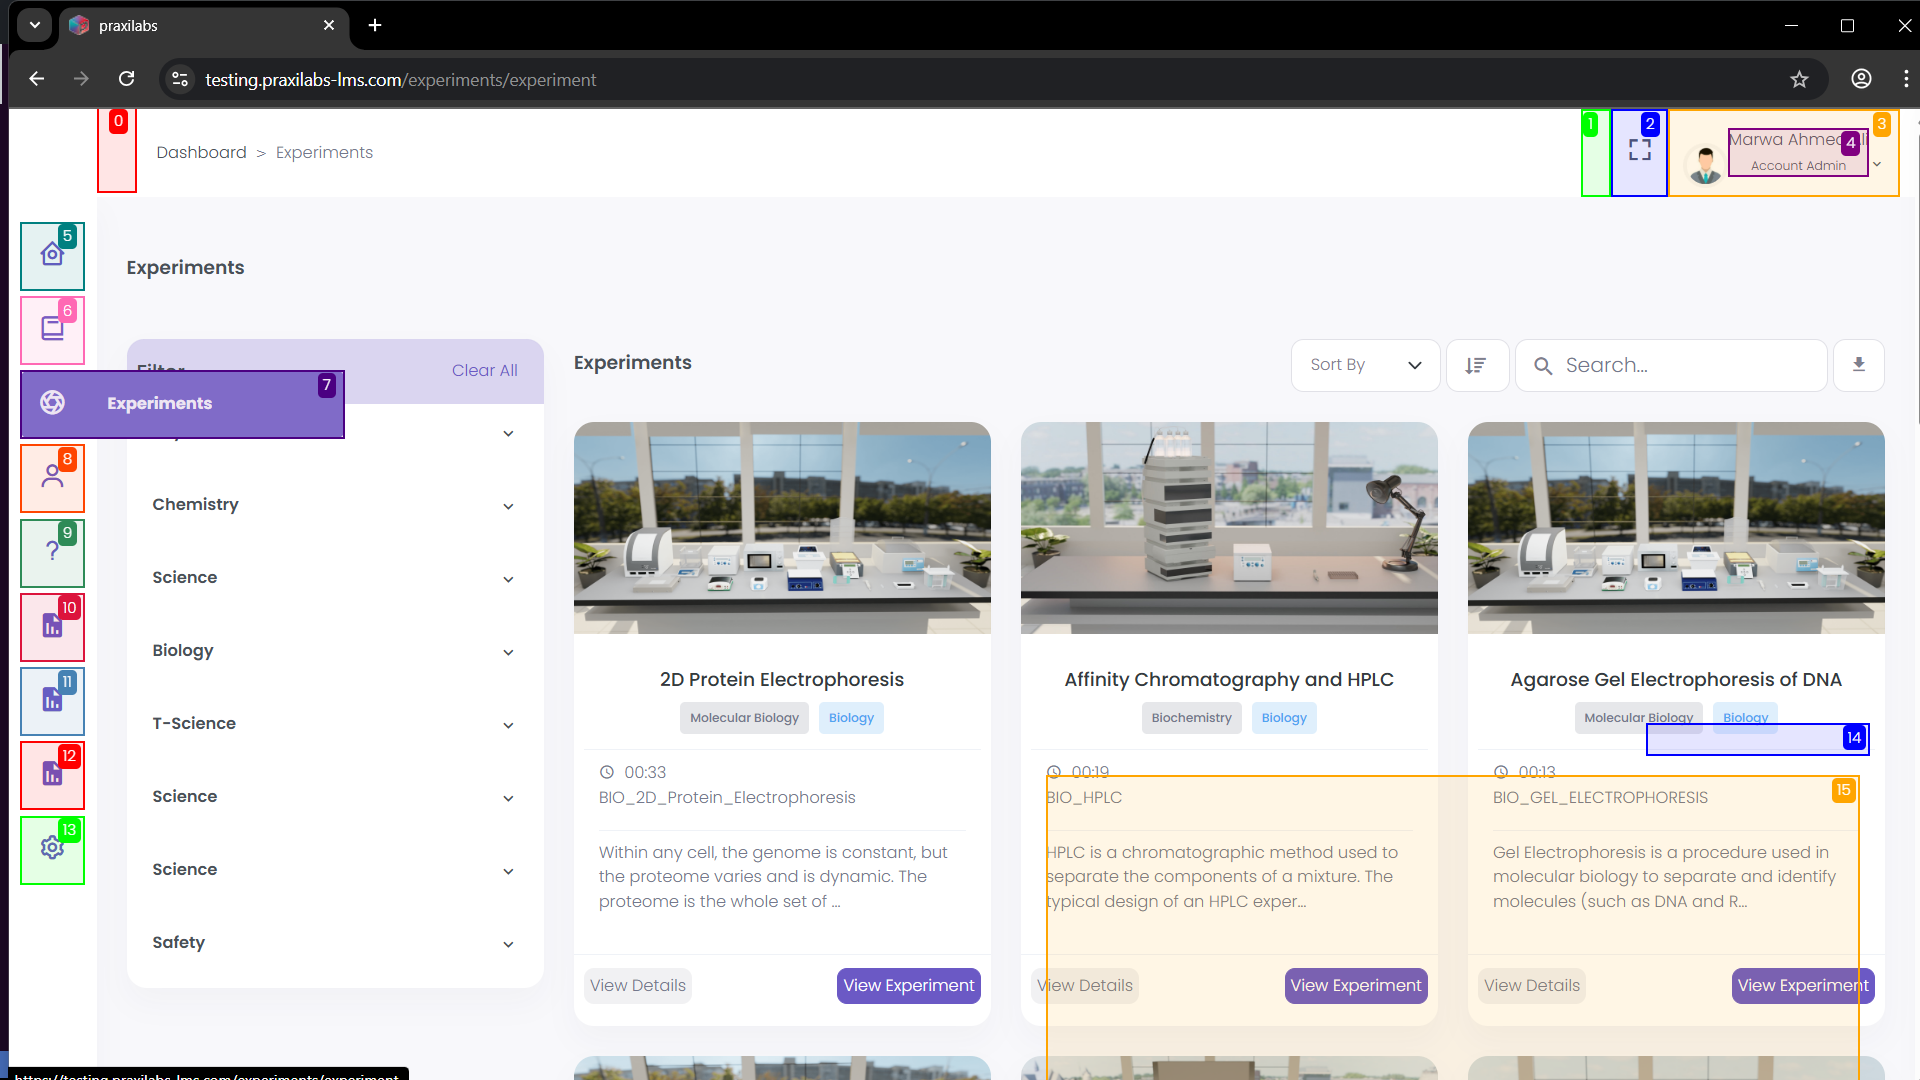 praxilabs
testing.praxilabs-lms.com/experiments/experiment
0
Dashboard > Experiments
1
2
3
Marwa Ahmed
4
Account Admin
5
6
7
Experiments
8
9
?
10
11
12
13
Experiments
Clear All
Chemistry
Science
Biology
T-Science
Science
Science
Safety
Experiments
Sort By
Search...
2D Protein Electrophoresis
Molecular Biology
Biology
00:33
BIO_2D_Protein_Electrophoresis
Within any cell, the genome is constant, but
the proteome varies and is dynamic. The
proteome is the whole set of ...
View Details
View Experiment
Affinity Chromatography and HPLC
Biochemistry
Biology
00:19
BIO_HPLC
HPLC is a chromatographic method used to
separate the components of a mixture. The
typical design of an HPLC exper...
View Details
View Experiment
Agarose Gel Electrophoresis of DNA
Molecular Biology
Biology
14
00:13
15
BIO_GEL_ELECTROPHORESIS
Gel Electrophoresis is a procedure used in
molecular biology to separate and identify
molecules (such as DNA and R...
View Details
View Experiment
https://testing.praxilabs-lms.com/experiments/experiment